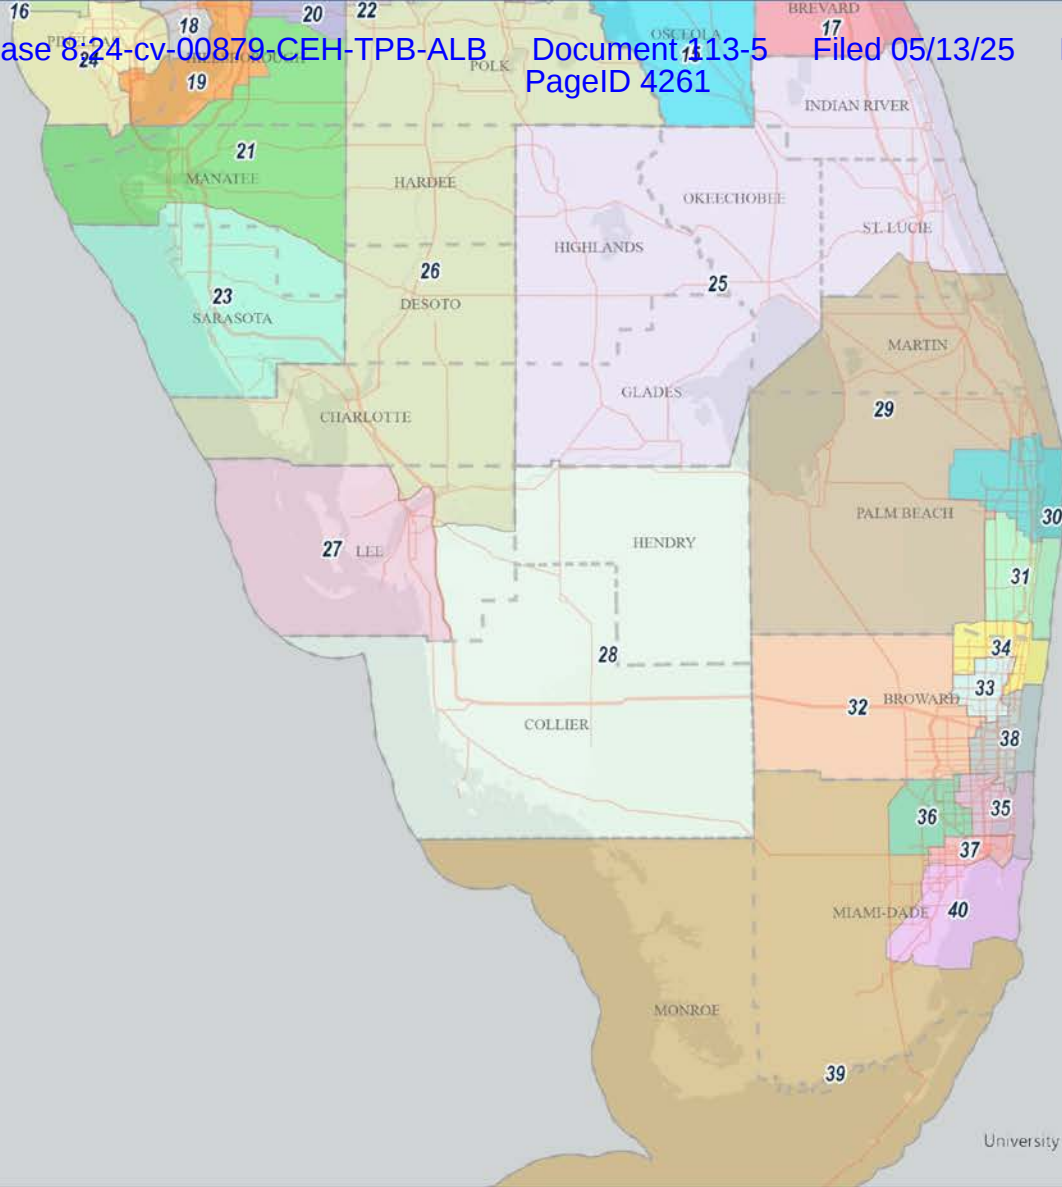 16
18
20
22
BREVARD
17
OSCEOLA
15
ase 8:24-cv-00879-CEH-TPB-ALB Document 113-5 Filed 05/13/25
PageID 4261
24
19
POLK
INDIAN RIVER
21
MANATEE
HARDEE
OKEECHOBEE
ST. LUCIE
HIGHLANDS
26
25
DESOTO
23
SARASOTA
MARTIN
GLADES
29
CHARLOTTE
PALM BEACH
30
27 LEE
HENDRY
31
34
28
33
32 BROWARD
COLLIER
38
36
35
37
MIAMI-DADE 40
MONROE
39
University